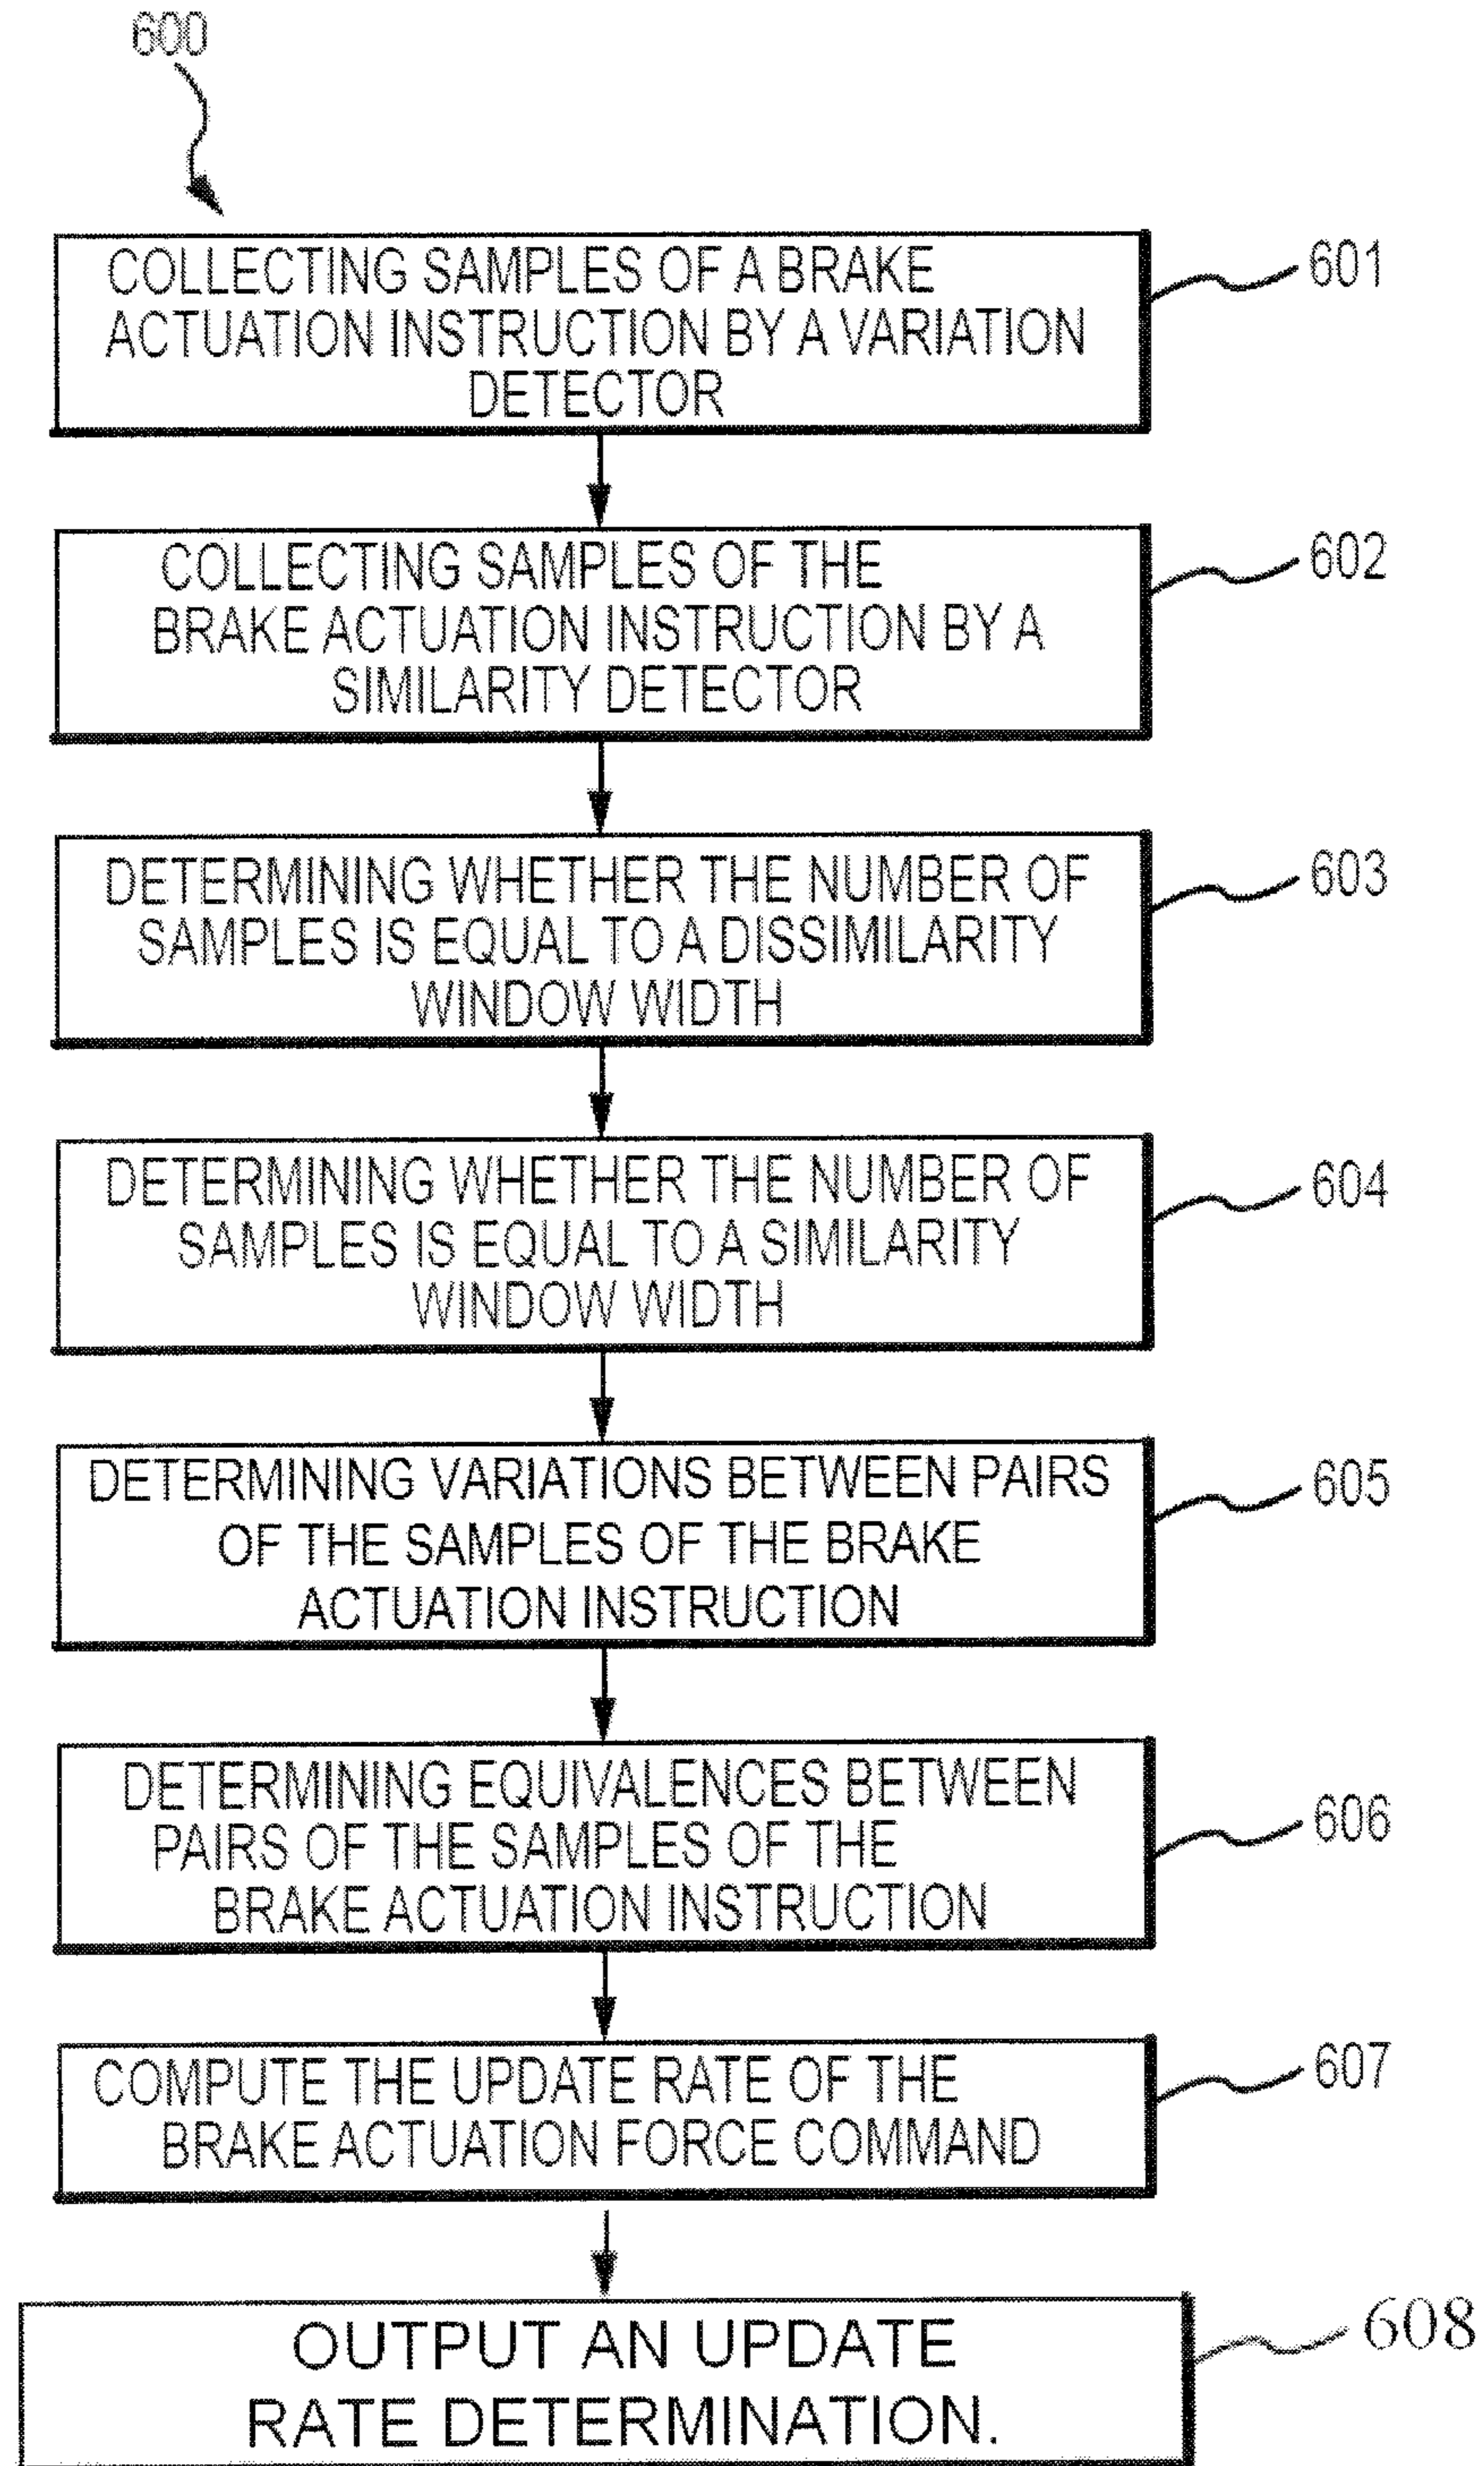 600
COLLECTING SAMPLES OF A BRAKE
ACTUATION INSTRUCTION BY A VARIATION
DETECTOR
601
COLLECTING SAMPLES OF THE
BRAKE ACTUATION INSTRUCTION BY A
SIMILARITY DETECTOR
602
DETERMINING WHETHER THE NUMBER OF
SAMPLES IS EQUAL TO A DISSIMILARITY
WINDOW WIDTH
603
DETERMINING WHETHER THE NUMBER OF
SAMPLES IS EQUAL TO A SIMILARITY
WINDOW WIDTH
604
DETERMINING VARIATIONS BETWEEN PAIRS
OF THE SAMPLES OF THE BRAKE
ACTUATION INSTRUCTION
605
DETERMINING EQUIVALENCES BETWEEN
PAIRS OF THE SAMPLES OF THE
BRAKE ACTUATION INSTRUCTION
606
COMPUTE THE UPDATE RATE OF THE
BRAKE ACTUATION FORCE COMMAND
607
OUTPUT AN UPDATE
RATE DETERMINATION.
608